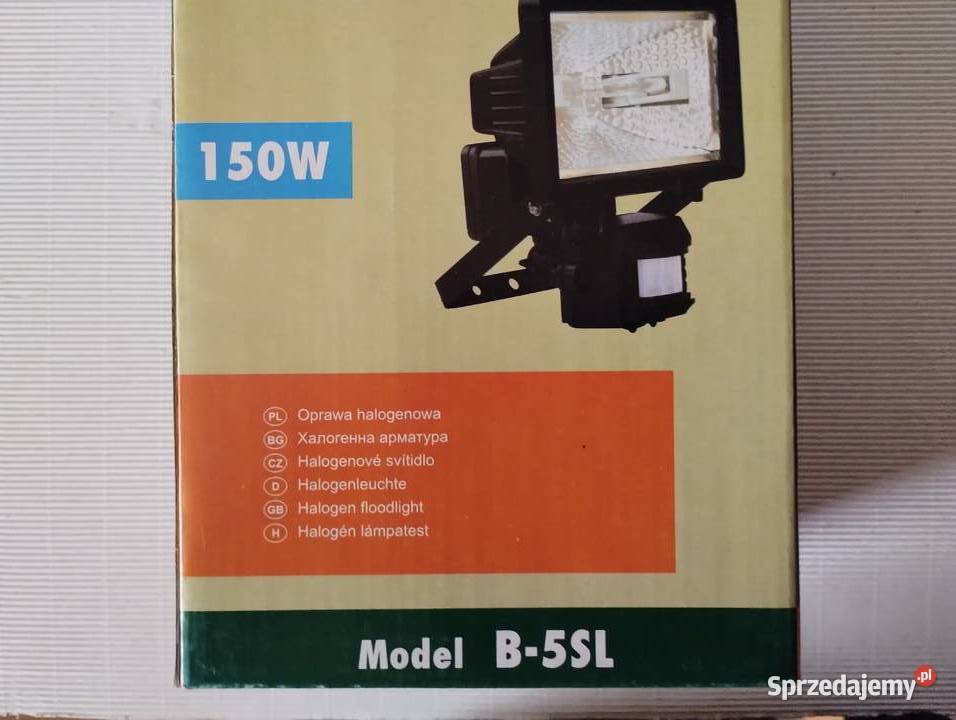 150W
PL Oprawa halogenowa
BG Халогенна арматура
CZ Halogenové svítidlo
D Halogenleuchte
GB Halogen floodlight
H Halogén lámpatest
Model B-5SL
Sprzedajemy.pl